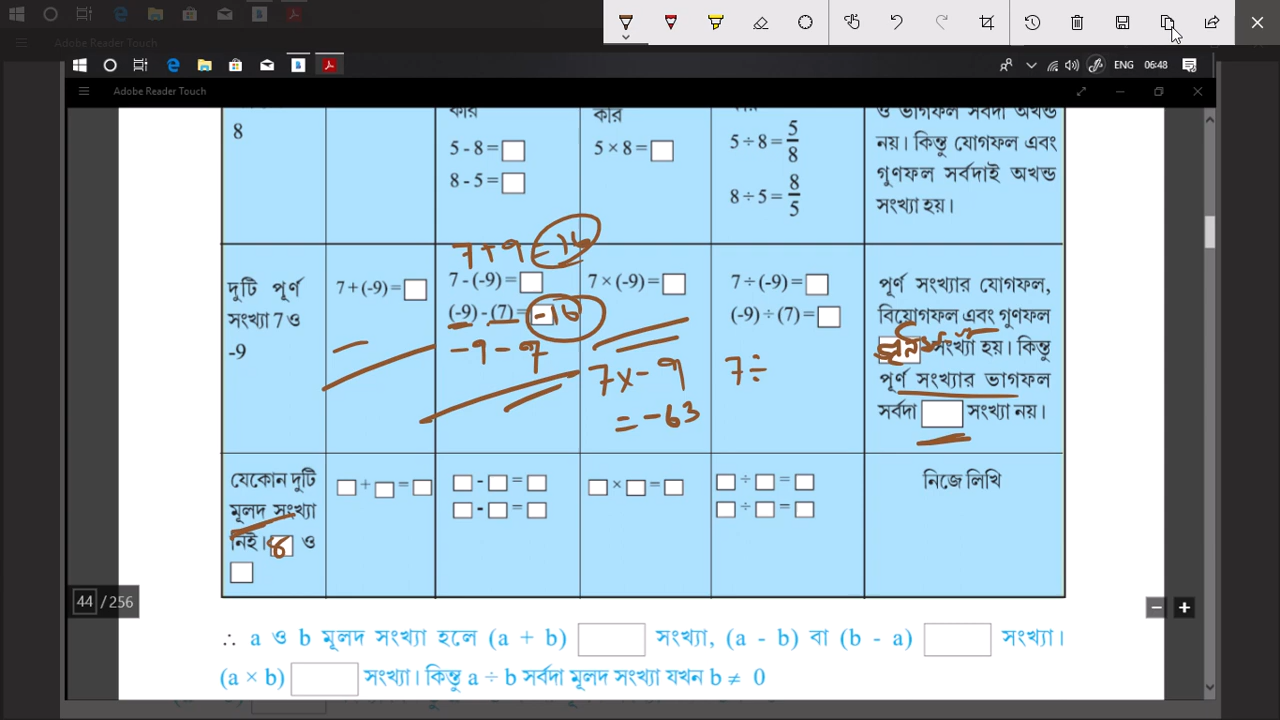 Adobe Reader Touch
ENG 06:48
Adobe Reader Touch
করি
করি
ও ভাগফল সর্বদা অখন্ড
8
5 - 8 =
5 × 8 =
5 ÷ 8 = 5/8
নয়। কিন্তু যোগফল এবং
8 - 5 =
8 ÷ 5 = 8/5
গুণফল সর্বদাই অখন্ড
সংখ্যা হয়।
7 + 9 = 16
দুটি পূর্ণ
সংখ্যা 7 ও
-9
7 + (-9) =
7 - (-9) =
(-9) - (7) = -16
-9 - 7
7 × (-9) =
7 × - 9
= -63
7 ÷ (-9) =
(-9) ÷ (7) =
7 ÷
পূর্ণ সংখ্যার যোগফল,
বিয়োগফল এবং গুণফল
সংখ্যা হয়। কিন্তু
পূর্ণ সংখ্যার ভাগফল
সর্বদা সংখ্যা নয়।
যেকোন দুটি
মূলদ সংখ্যা
নিই। 8 ও
+ =
- =
- =
× =
÷ =
÷ =
নিজে লিখি
44 / 256
∴ a ও b মূলদ সংখ্যা হলে (a + b) সংখ্যা, (a - b) বা (b - a) সংখ্যা।
(a × b) সংখ্যা। কিন্তু a ÷ b সর্বদা মূলদ সংখ্যা যখন b ≠ 0